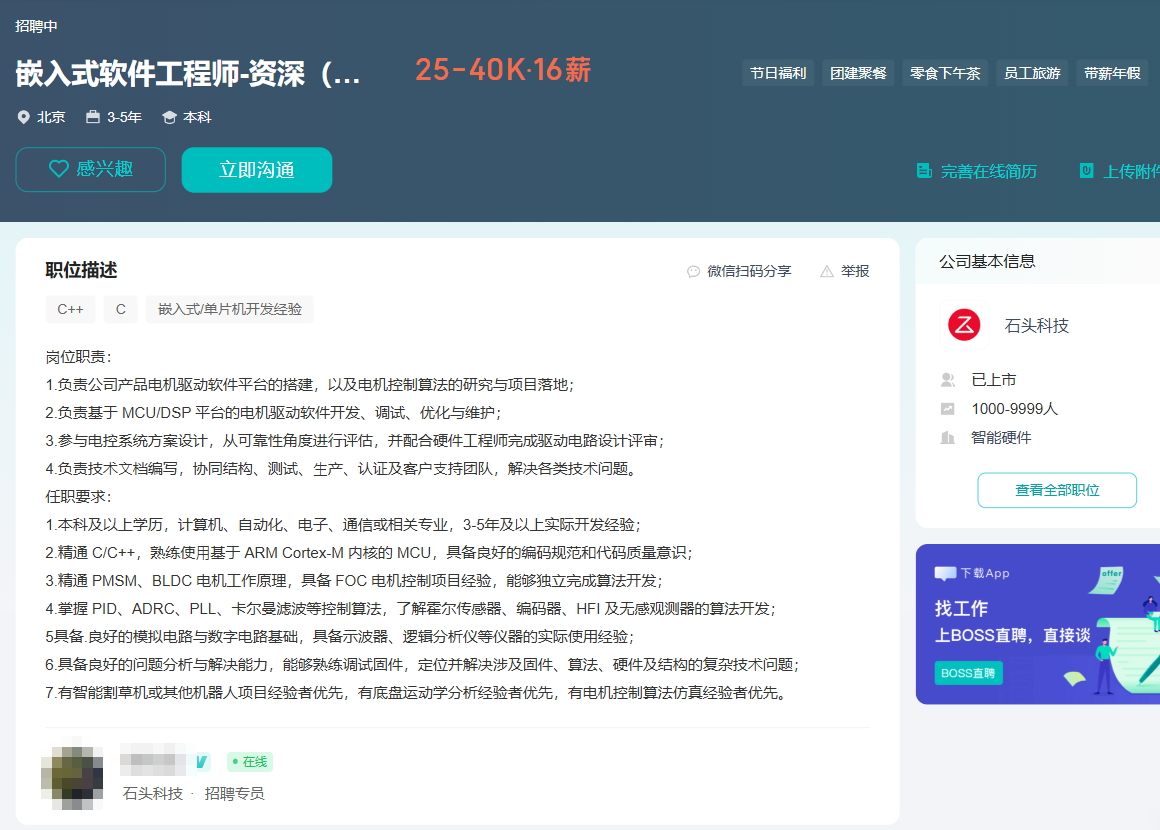 招聘中
嵌入式软件工程师-资深（...
25-40K·16薪
节日福利 团建聚餐 零食下午茶 员工旅游 带薪年假
北京 3-5年 本科
感兴趣 立即沟通
完善在线简历 上传附件
职位描述
微信扫码分享 举报
C++ C 嵌入式/单片机开发经验
岗位职责：
1.负责公司产品电机驱动软件平台的搭建，以及电机控制算法的研究与项目落地；
2.负责基于 MCU/DSP 平台的电机驱动软件开发、调试、优化与维护；
3.参与电控系统方案设计，从可靠性角度进行评估，并配合硬件工程师完成驱动电路设计评审；
4.负责技术文档编写，协同结构、测试、生产、认证及客户支持团队，解决各类技术问题。
任职要求：
1.本科及以上学历，计算机、自动化、电子、通信或相关专业，3-5年及以上实际开发经验；
2.精通 C/C++，熟练使用基于 ARM Cortex-M 内核的 MCU，具备良好的编码规范和代码质量意识；
3.精通 PMSM、BLDC 电机工作原理，具备 FOC 电机控制项目经验，能够独立完成算法开发；
4.掌握 PID、ADRC、PLL、卡尔曼滤波等控制算法，了解霍尔传感器、编码器、HFI 及无感观测器的算法开发；
5具备.良好的模拟电路与数字电路基础，具备示波器、逻辑分析仪等仪器的实际使用经验；
6.具备良好的问题分析与解决能力，能够熟练调试固件，定位并解决涉及固件、算法、硬件及结构的复杂技术问题；
7.有智能割草机或其他机器人项目经验者优先，有底盘运动学分析经验者优先，有电机控制算法仿真经验者优先。
在线
石头科技 · 招聘专员
公司基本信息
石头科技
已上市
1000-9999人
智能硬件
查看全部职位
下载App
offer
找工作
上BOSS直聘，直接谈
BOSS直聘